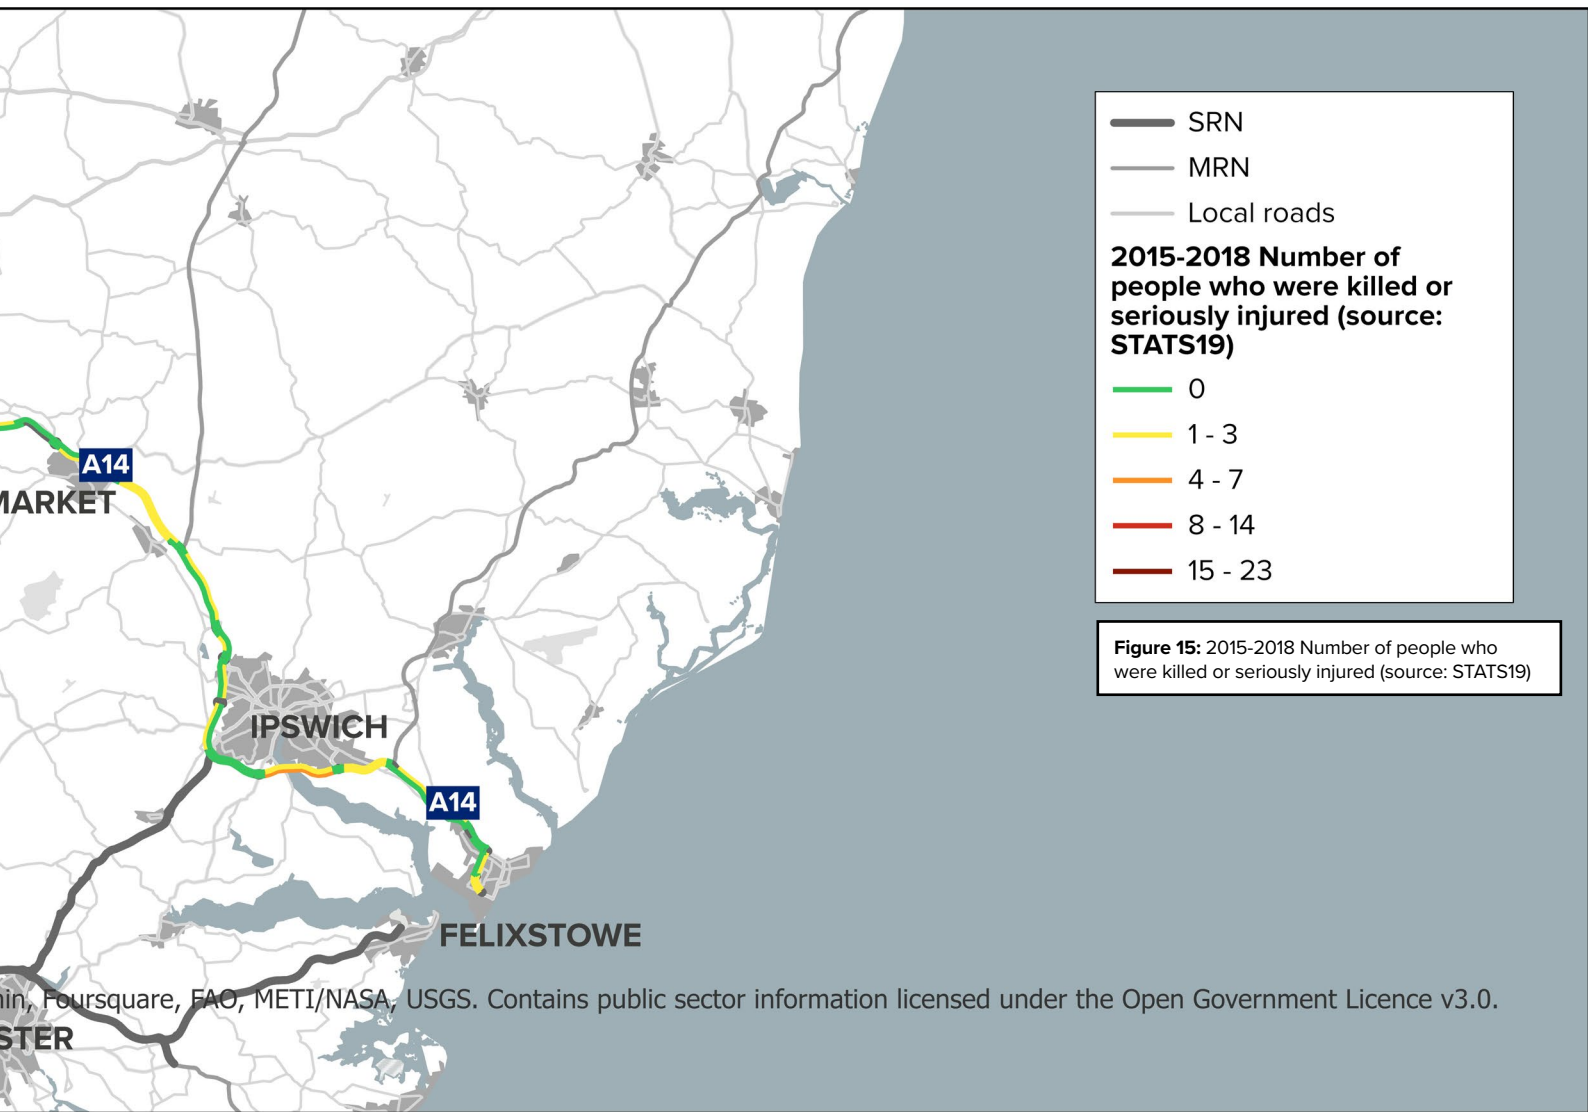 SRN
MRN
Local roads
2015-2018 Number of
people who were killed or
seriously injured (source:
STATS19)
0
1 - 3
4 - 7
8 - 14
15 - 23
Figure 15: 2015-2018 Number of people who
were killed or seriously injured (source: STATS19)
A14
MARKET
IPSWICH
A14
FELIXSTOWE
in, Foursquare, FAO, METI/NASA, USGS. Contains public sector information licensed under the Open Government Licence v3.0.
STER